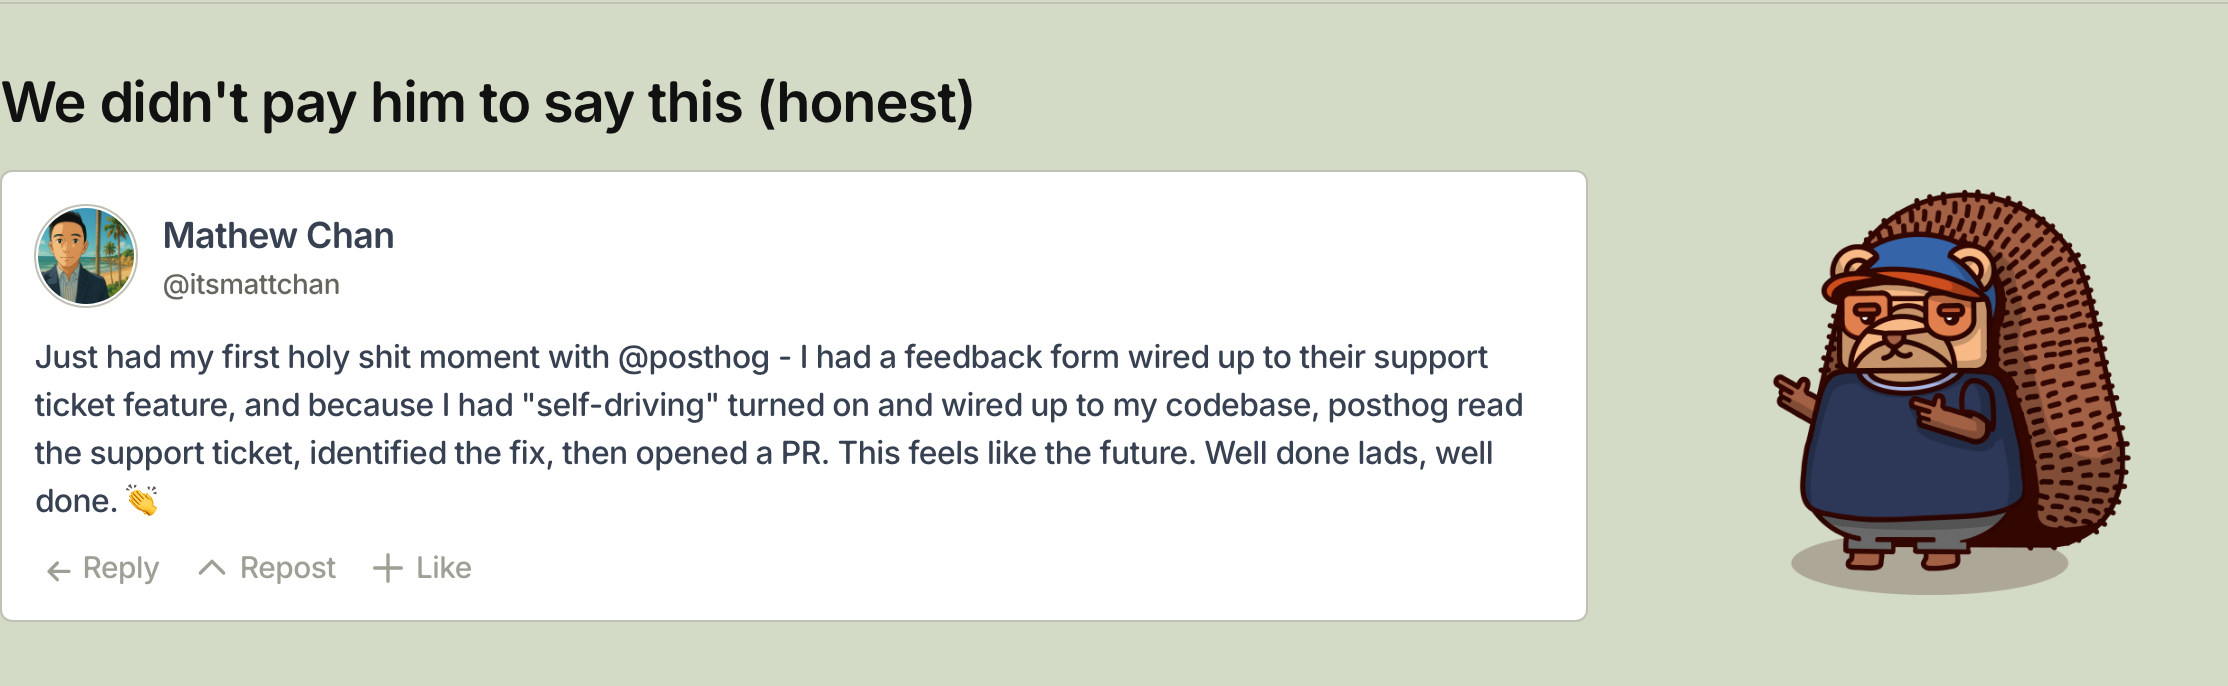 We didn't pay him to say this (honest)
Mathew Chan
@itsmattchan
Just had my first holy shit moment with @posthog - I had a feedback form wired up to their support
ticket feature, and because I had "self-driving" turned on and wired up to my codebase, posthog read
the support ticket, identified the fix, then opened a PR. This feels like the future. Well done lads, well
done. 👏
Reply Repost Like